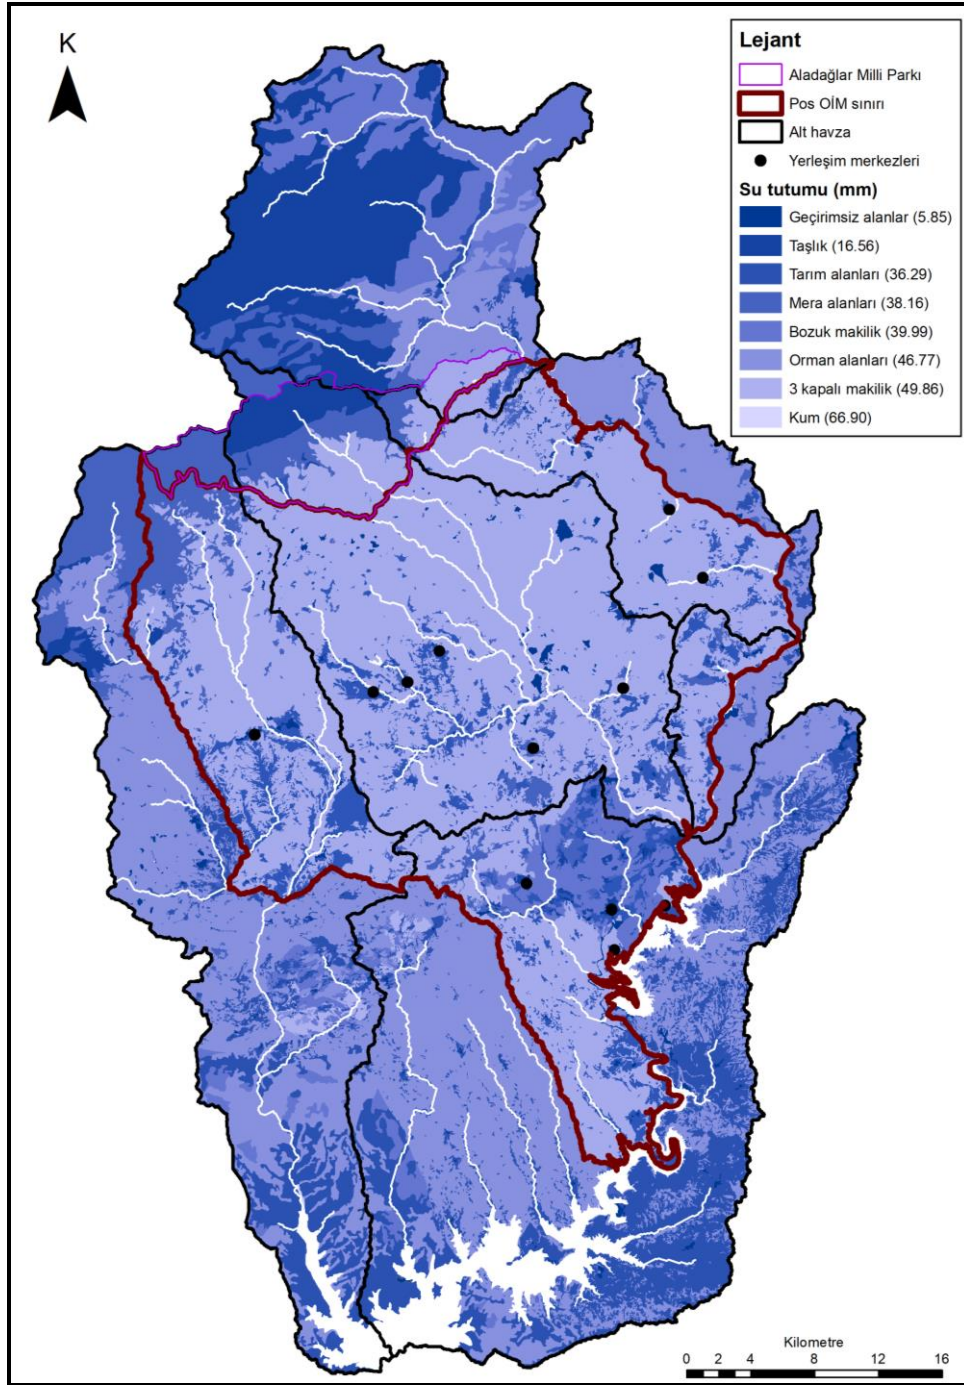 K
Lejant
Aladağlar Milli Parkı
Pos OİM sınırı
Alt havza
Yerleşim merkezleri
Su tutumu (mm)
Geçirimsiz alanlar (5.85)
Taşlık (16.56)
Tarım alanları (36.29)
Mera alanları (38.16)
Bozuk makilik (39.99)
Orman alanları (46.77)
3 kapalı makilik (49.86)
Kum (66.90)
Kilometre
0 2 4 8 12 16